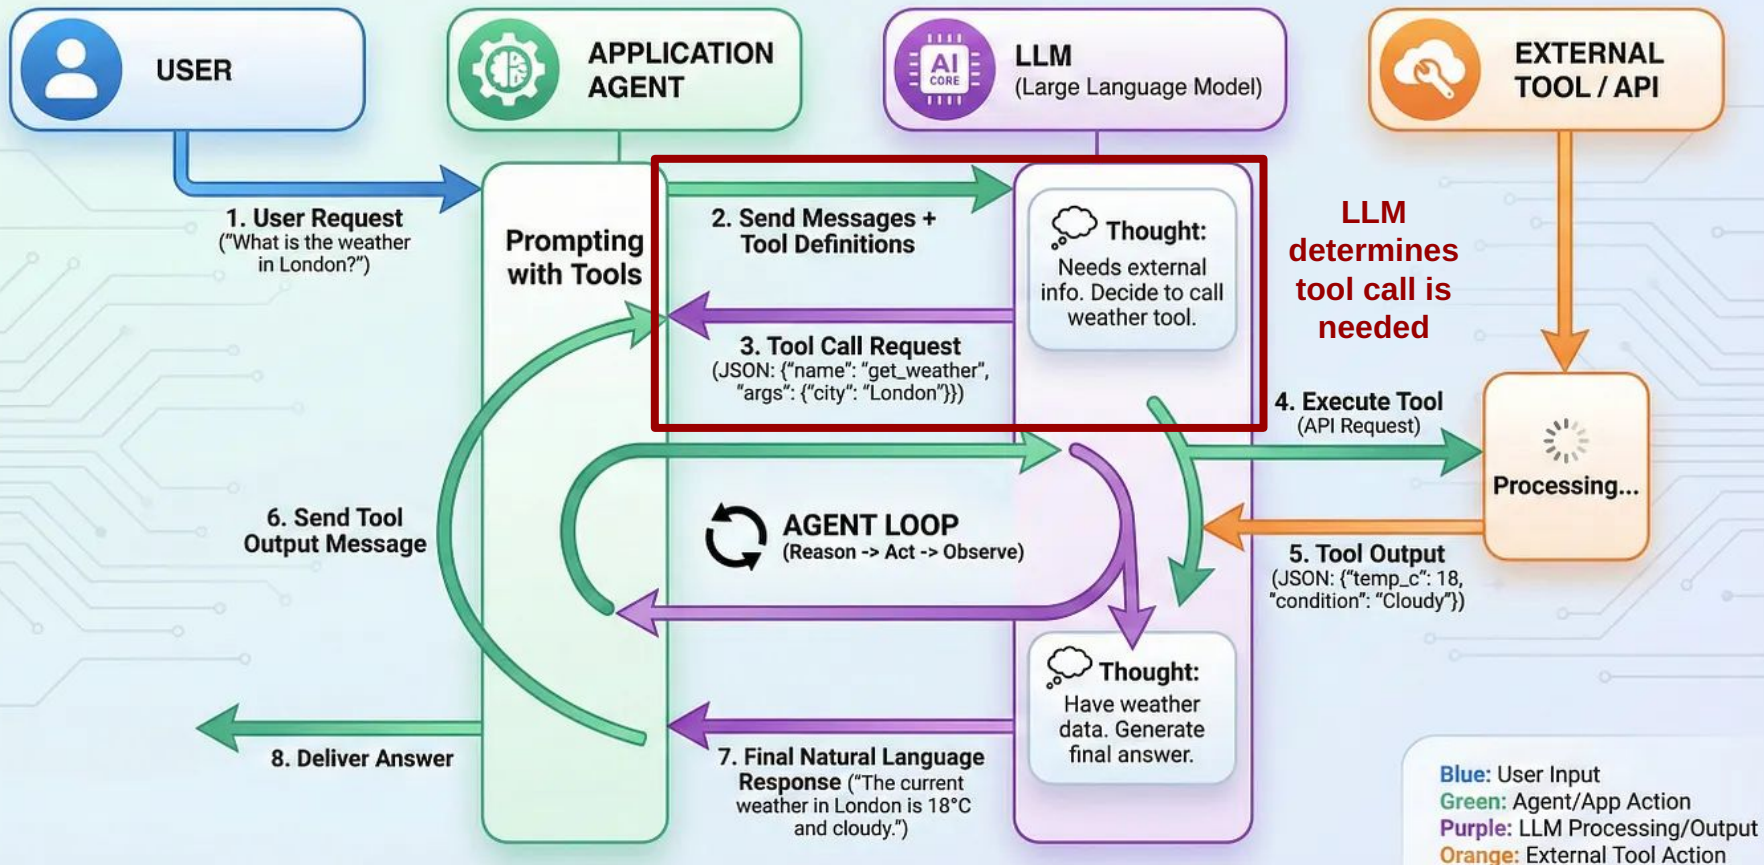 USER
APPLICATION
AGENT
AI
CORE
LLM
(Large Language Model)
EXTERNAL
TOOL / API
1. User Request
("What is the weather
in London?")
Prompting
with Tools
2. Send Messages +
Tool Definitions
Thought:
Needs external
info. Decide to call
weather tool.
LLM
determines
tool call is
needed
3. Tool Call Request
(JSON: {"name": "get_weather",
"args": {"city": "London"}})
4. Execute Tool
(API Request)
Processing...
AGENT LOOP
(Reason -> Act -> Observe)
5. Tool Output
(JSON: {"temp_c": 18,
"condition": "Cloudy"})
6. Send Tool
Output Message
Thought:
Have weather
data. Generate
final answer.
7. Final Natural Language
Response ("The current
weather in London is 18°C
and cloudy.")
8. Deliver Answer
Blue: User Input
Green: Agent/App Action
Purple: LLM Processing/Output
Orange: External Tool Action